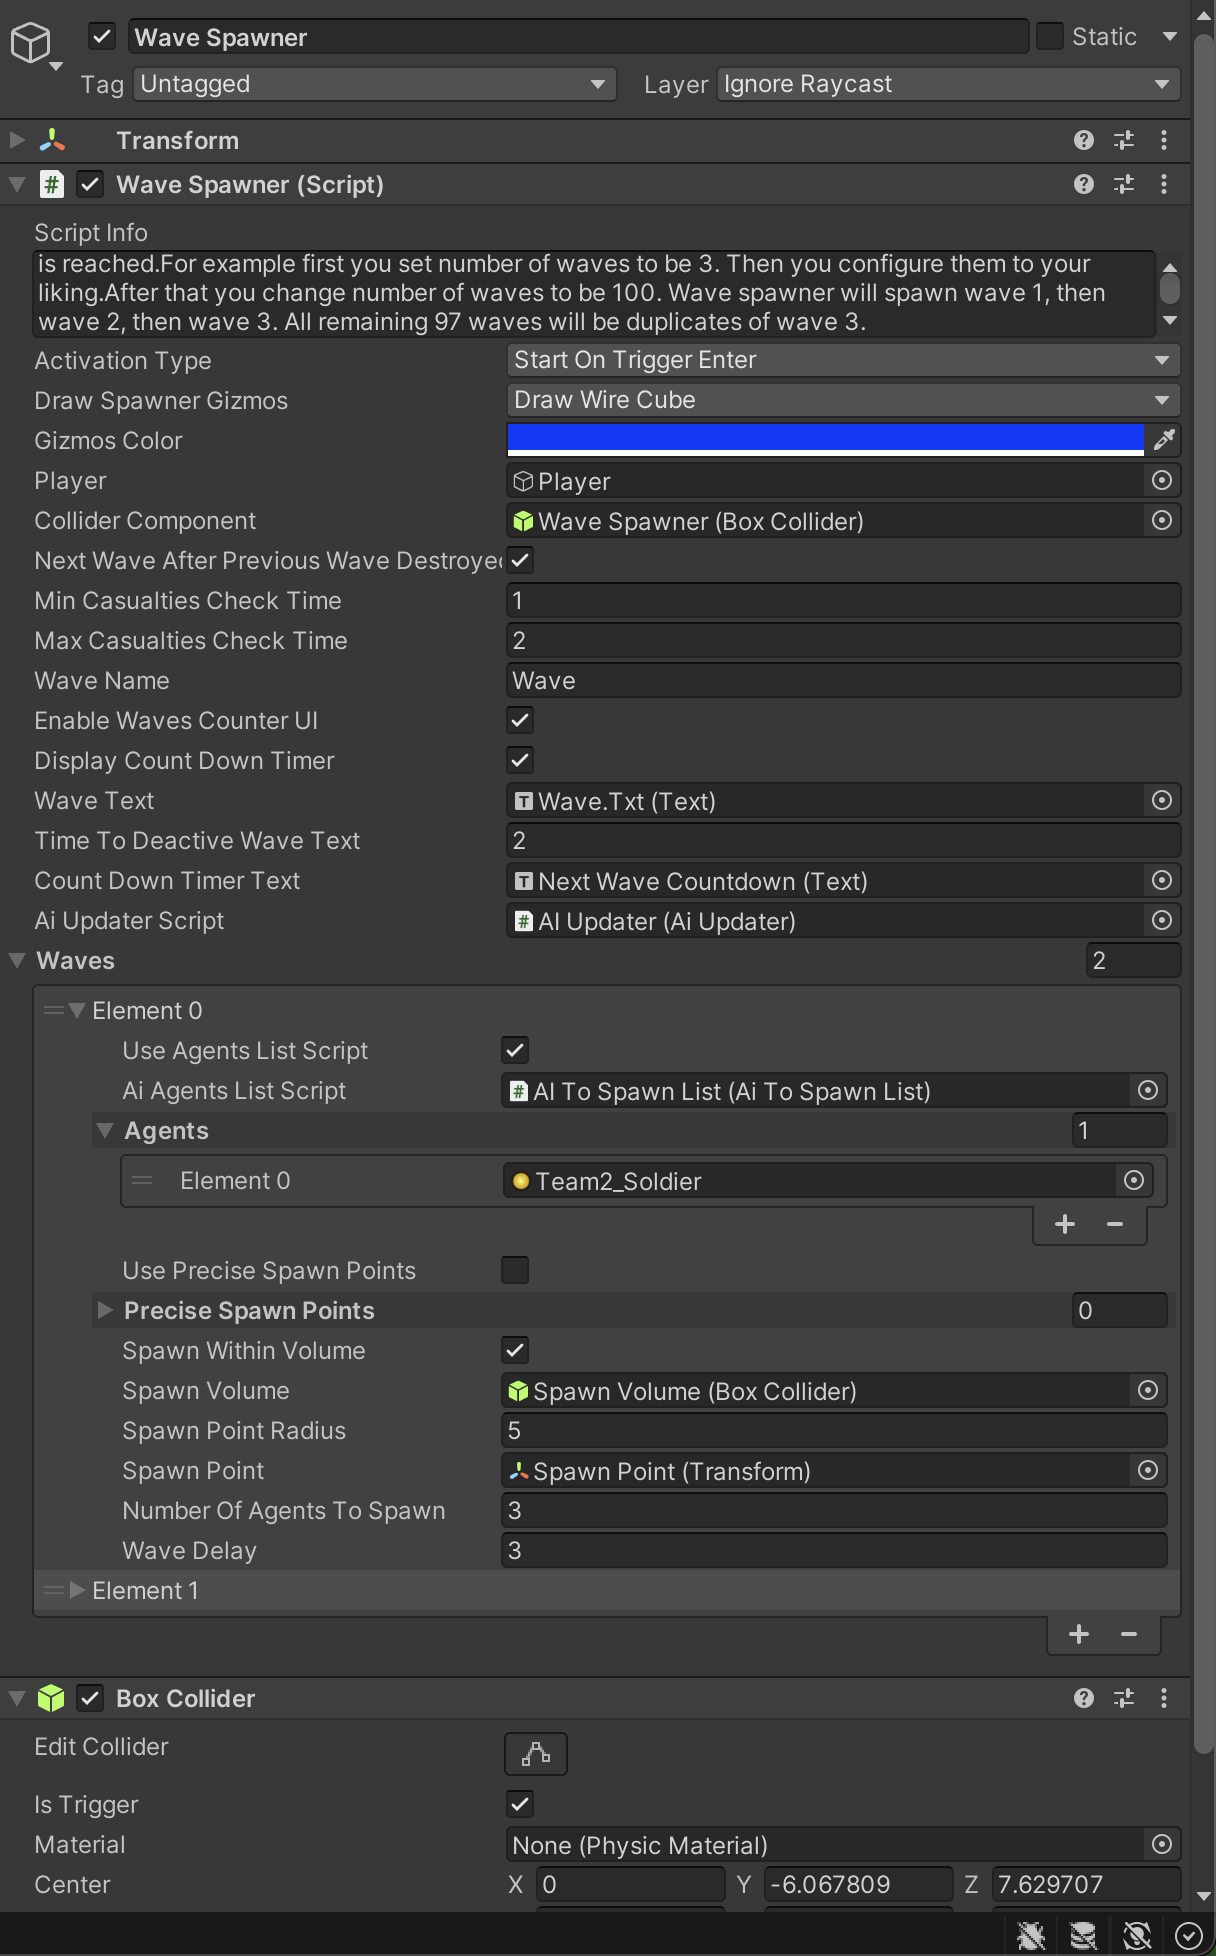 Wave Spawner
Static
Tag Untagged Layer Ignore Raycast
Transform
Wave Spawner (Script)
Script Info
is reached.For example first you set number of waves to be 3. Then you configure them to your
liking.After that you change number of waves to be 100. Wave spawner will spawn wave 1, then
wave 2, then wave 3. All remaining 97 waves will be duplicates of wave 3.
Activation Type Start On Trigger Enter
Draw Spawner Gizmos Draw Wire Cube
Gizmos Color
Player Player
Collider Component Wave Spawner (Box Collider)
Next Wave After Previous Wave Destroye
Min Casualties Check Time 1
Max Casualties Check Time 2
Wave Name Wave
Enable Waves Counter UI
Display Count Down Timer
Wave Text Wave.Txt (Text)
Time To Deactive Wave Text 2
Count Down Timer Text Next Wave Countdown (Text)
Ai Updater Script # AI Updater (Ai Updater)
Waves 2
Element 0
Use Agents List Script
Ai Agents List Script # AI To Spawn List (Ai To Spawn List)
Agents 1
Element 0 Team2_Soldier
Use Precise Spawn Points
Precise Spawn Points 0
Spawn Within Volume
Spawn Volume Spawn Volume (Box Collider)
Spawn Point Radius 5
Spawn Point Spawn Point (Transform)
Number Of Agents To Spawn 3
Wave Delay 3
Element 1
Box Collider
Edit Collider
Is Trigger
Material None (Physic Material)
Center X 0 Y -6.067809 Z 7.629707